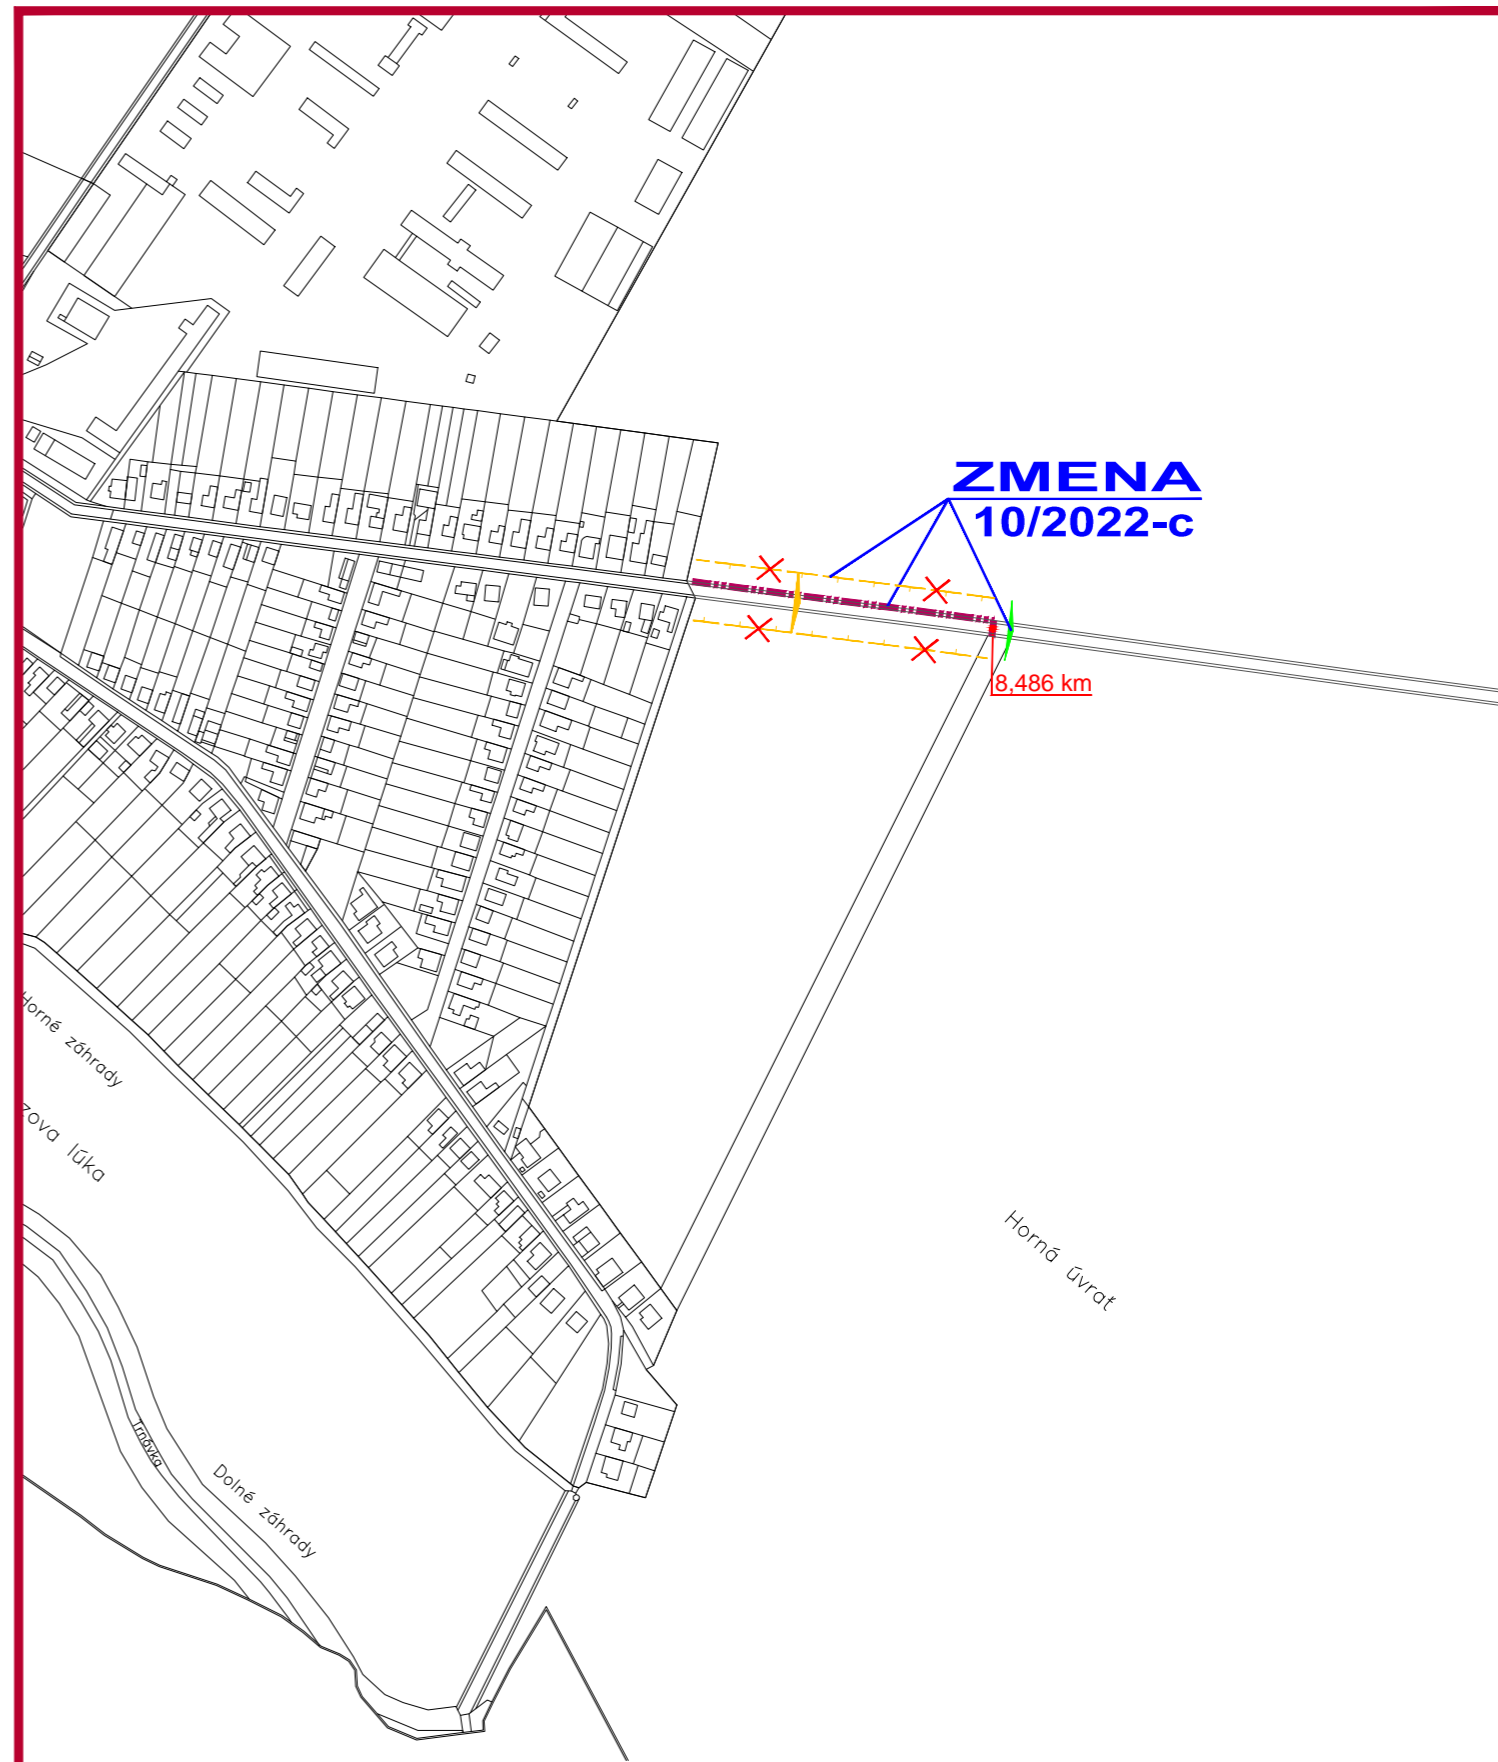 ZMENA
10/2022-c
8,486 km
Horné záhrady
zova lúka
Horná úvrať
Trnávka
Dolné záhrady